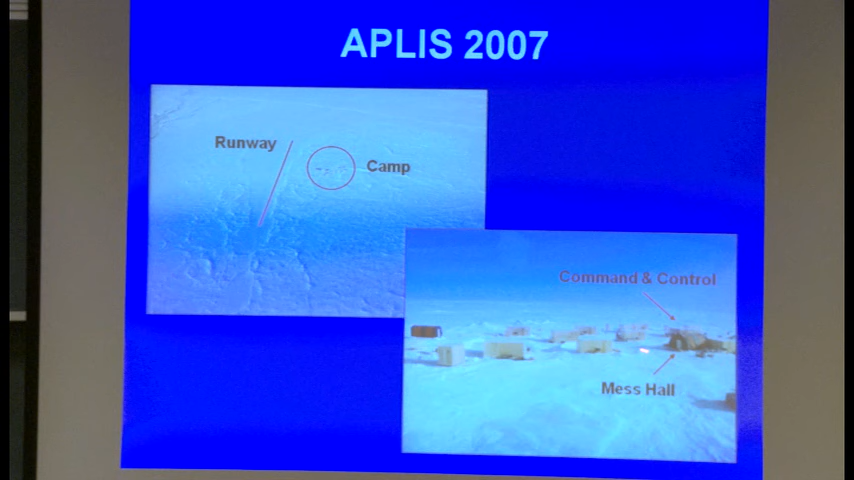 APLIS 2007
Runway
Camp
Command & Control
Mess Hall